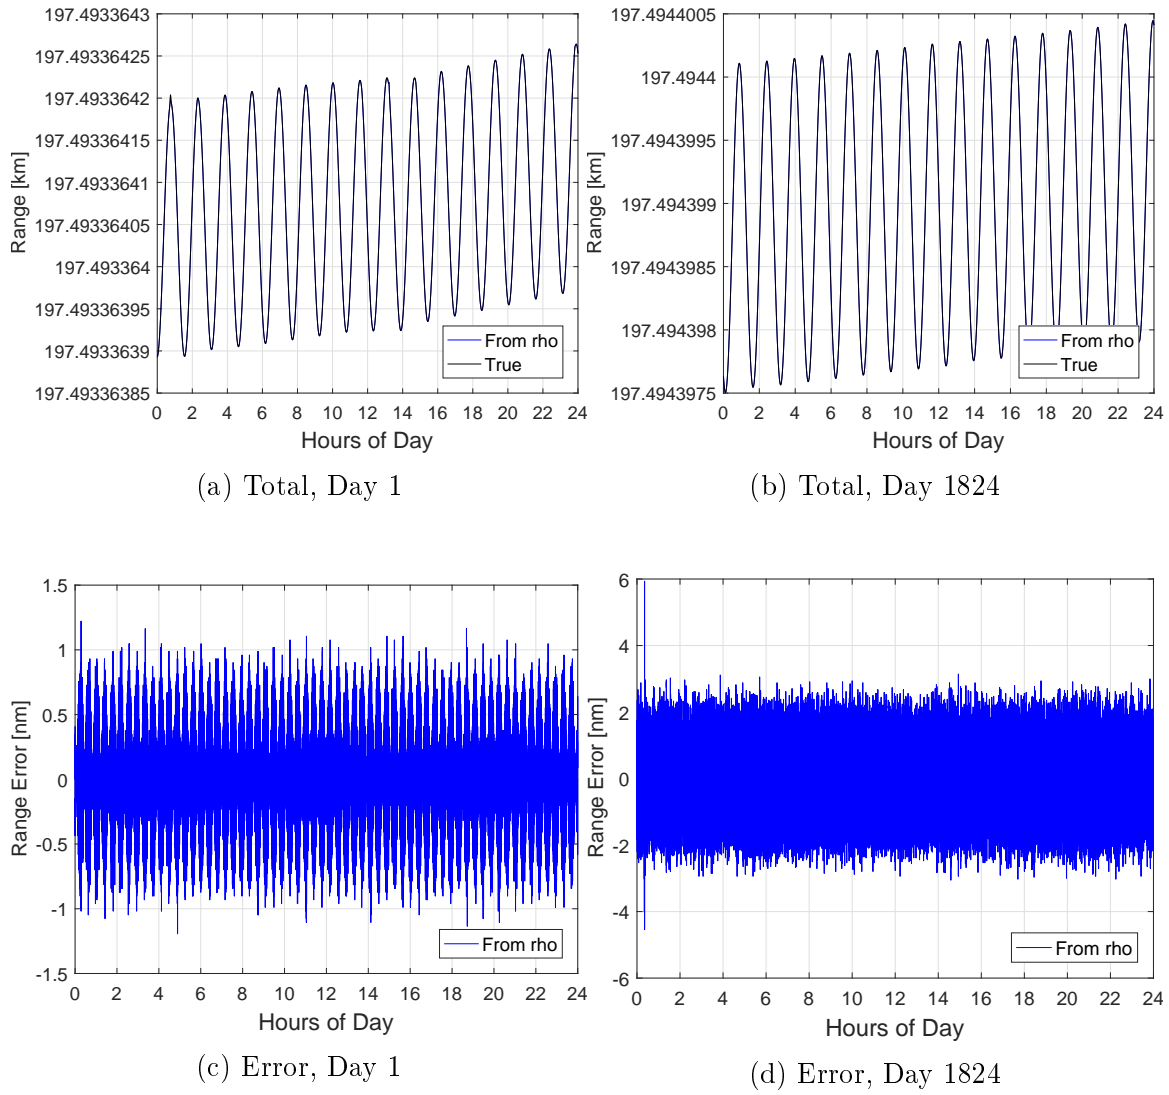 197.4933643
197.49336425
197.4933642
197.49336415
197.4933641
197.49336405
197.493364
197.49336395
197.4933639
197.49336385
Range [km]
0 2 4 6 8 10 12 14 16 18 20 22 24
Hours of Day
From rho
True
(a) Total, Day 1
197.4944005
197.4944
197.4943995
197.494399
197.4943985
197.494398
197.4943975
Range [km]
0 2 4 6 8 10 12 14 16 18 20 22 24
Hours of Day
From rho
True
(b) Total, Day 1824
1.5
1
0.5
0
-0.5
-1
-1.5
Range Error [nm]
0 2 4 6 8 10 12 14 16 18 20 22 24
Hours of Day
From rho
(c) Error, Day 1
6
4
2
0
-2
-4
-6
Range Error [nm]
0 2 4 6 8 10 12 14 16 18 20 22 24
Hours of Day
From rho
(d) Error, Day 1824